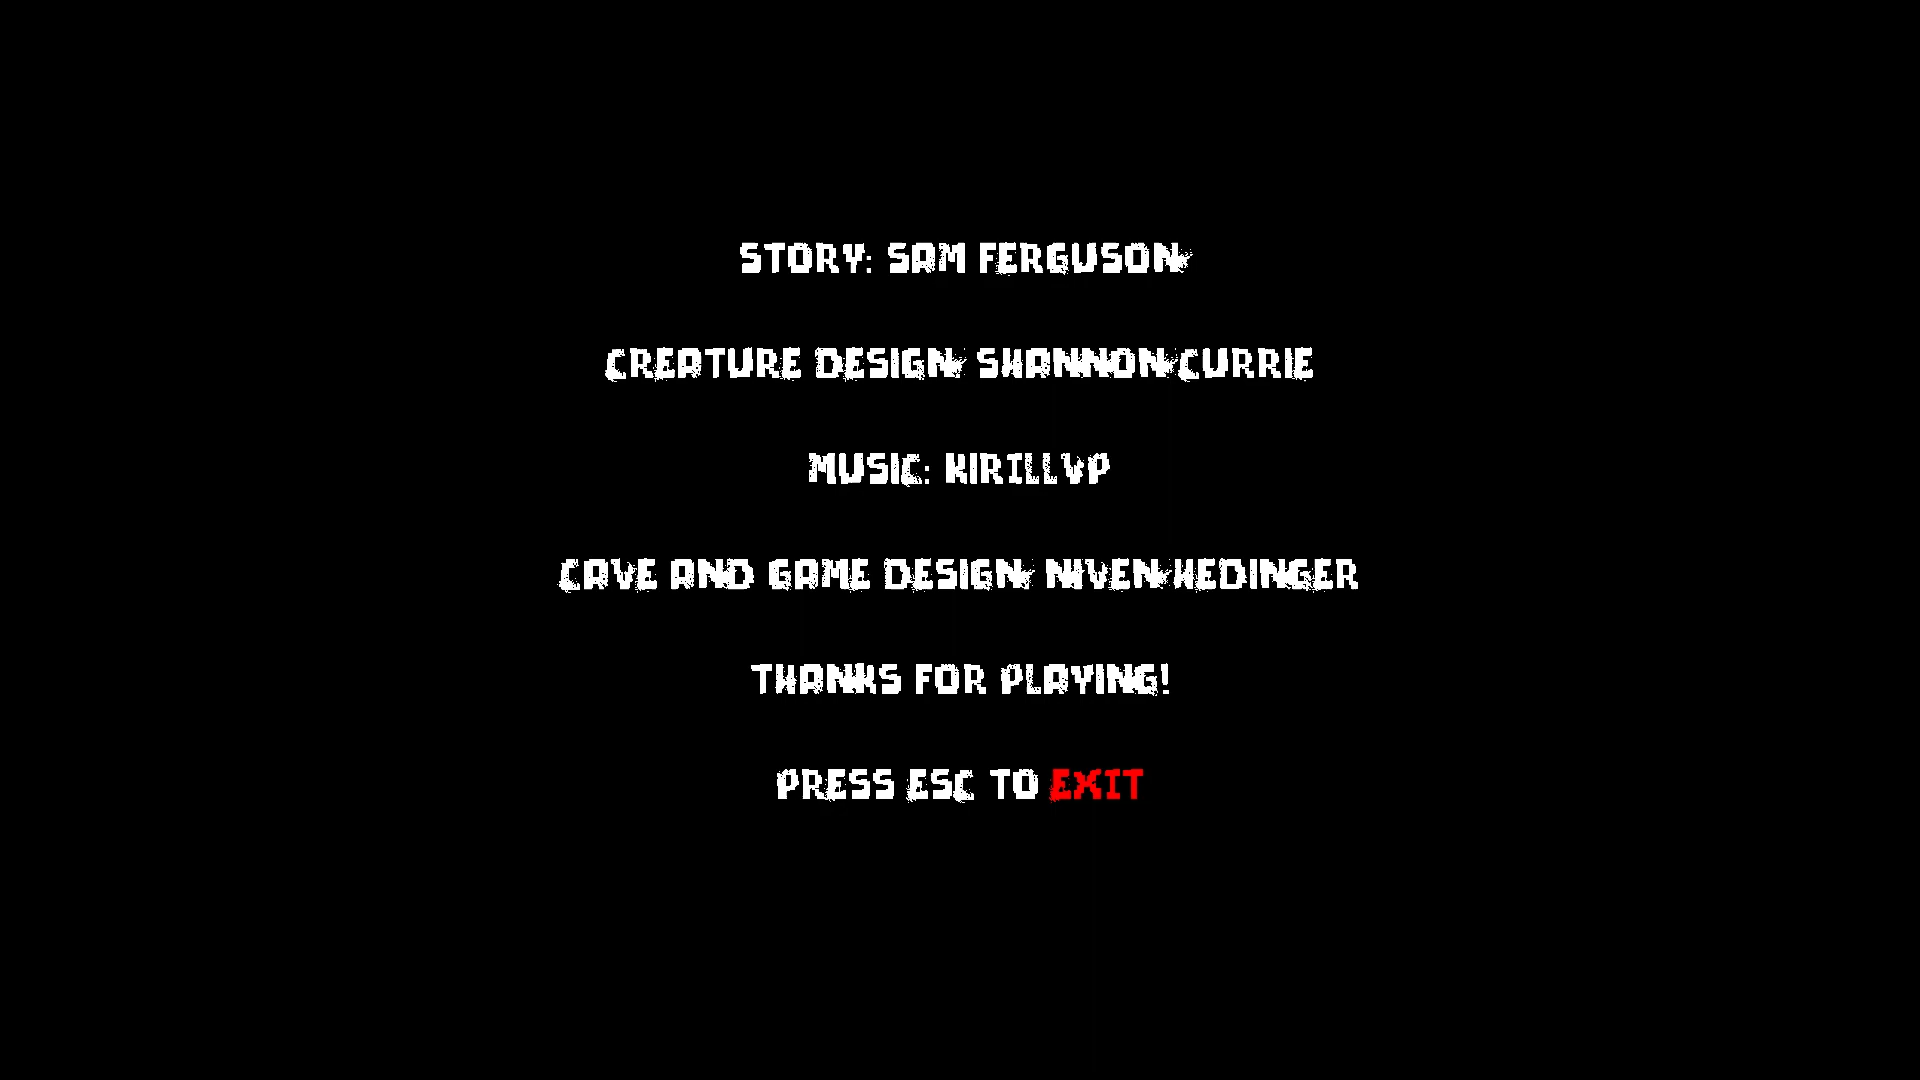 STORY: SAM FERGUSON
CREATURE DESIGN: SHANNON CURRIE
MUSIC: KIRILLVP
CAVE AND GAME DESIGN: NIVEN HEDINGER
THANKS FOR PLAYING!
PRESS ESC TO EXIT